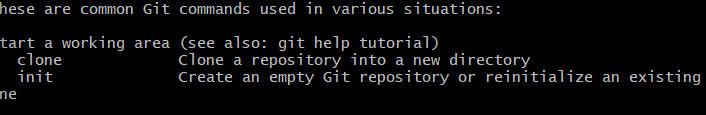 hese are common Git commands used in various situations:
tart a working area (see also: git help tutorial)
clone Clone a repository into a new directory
init Create an empty Git repository or reinitialize an existing
ne